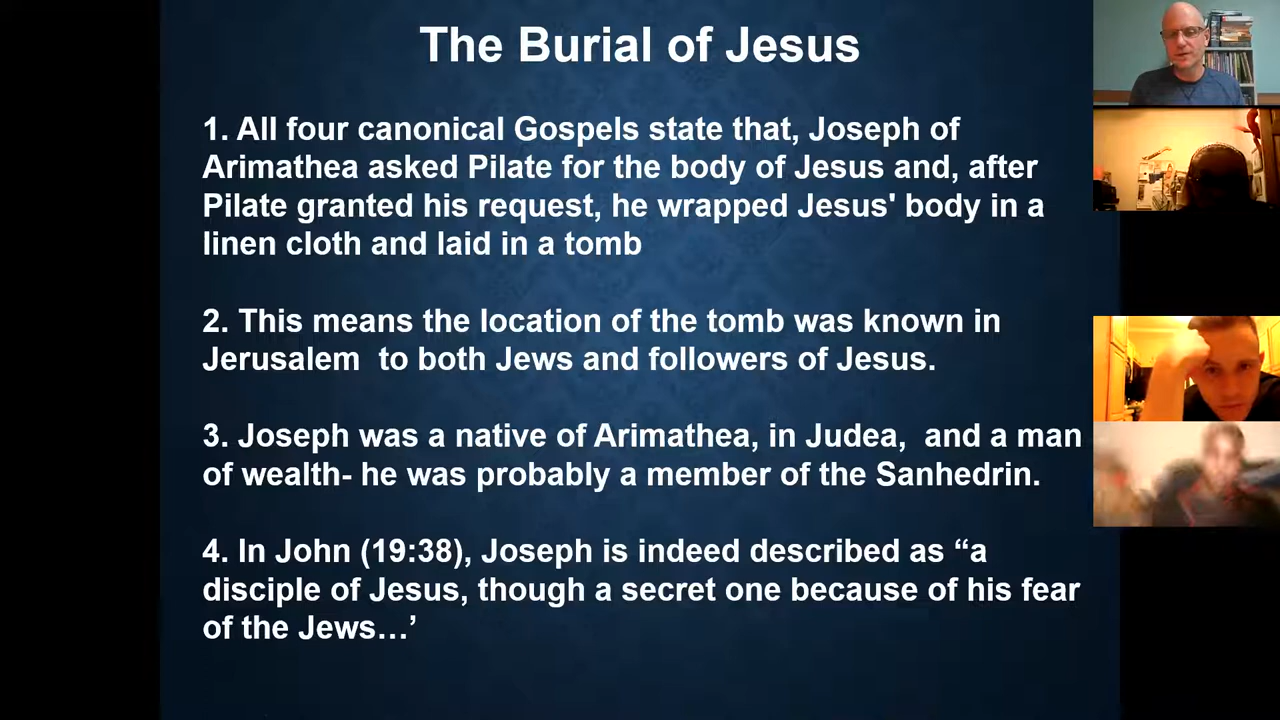 The Burial of Jesus
1. All four canonical Gospels state that, Joseph of
Arimathea asked Pilate for the body of Jesus and, after
Pilate granted his request, he wrapped Jesus' body in a
linen cloth and laid in a tomb
2. This means the location of the tomb was known in
Jerusalem  to both Jews and followers of Jesus.
3. Joseph was a native of Arimathea, in Judea,  and a man
of wealth- he was probably a member of the Sanhedrin.
4. In John (19:38), Joseph is indeed described as “a
disciple of Jesus, though a secret one because of his fear
of the Jews…’